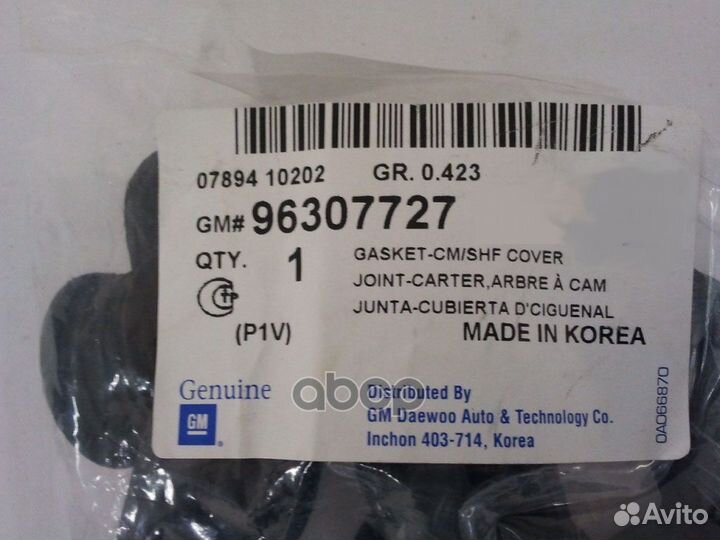 07894 10202 GR. 0.423
GM# 96307727
QTY. 1
GASKET-CM/SHF COVER
JOINT-CARTER,ARBRE À CAM
JUNTA-CUBIERTA D'CIGUENAL
(P1V)
MADE IN KOREA
Genuine
GM
Distributed By
GM Daewoo Auto & Technology Co.
Inchon 403-714, Korea
0A066870
abcp
Avito